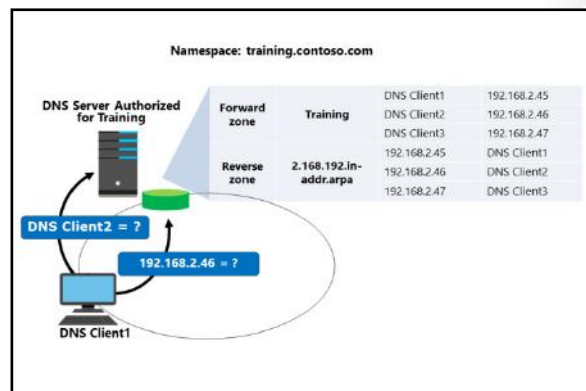 Namespace: training.contoso.com
DNS Server Authorized
for Training
Forward
zone
Training
DNS Client1
192.168.2.45
DNS Client2
192.168.2.46
DNS Client3
192.168.2.47
Reverse
zone
2.168.192.in-
addr.arpa
192.168.2.45
DNS Client1
192.168.2.46
DNS Client2
192.168.2.47
DNS Client3
DNS Client2 = ?
192.168.2.46 = ?
DNS Client1